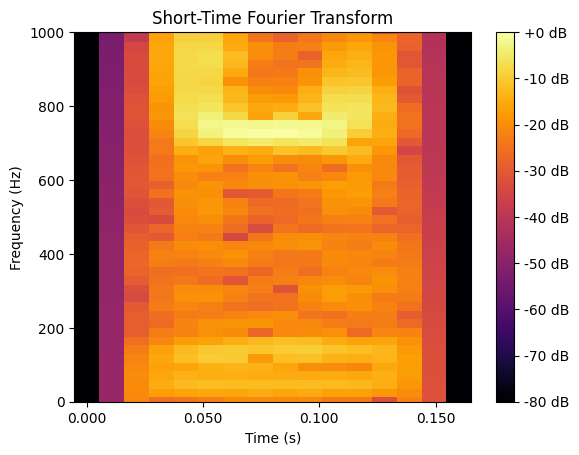 Short-Time Fourier Transform
1000
800
600
400
200
0
Frequency (Hz)
0.000
0.050
0.100
0.150
Time (s)
+0 dB
-10 dB
-20 dB
-30 dB
-40 dB
-50 dB
-60 dB
-70 dB
-80 dB